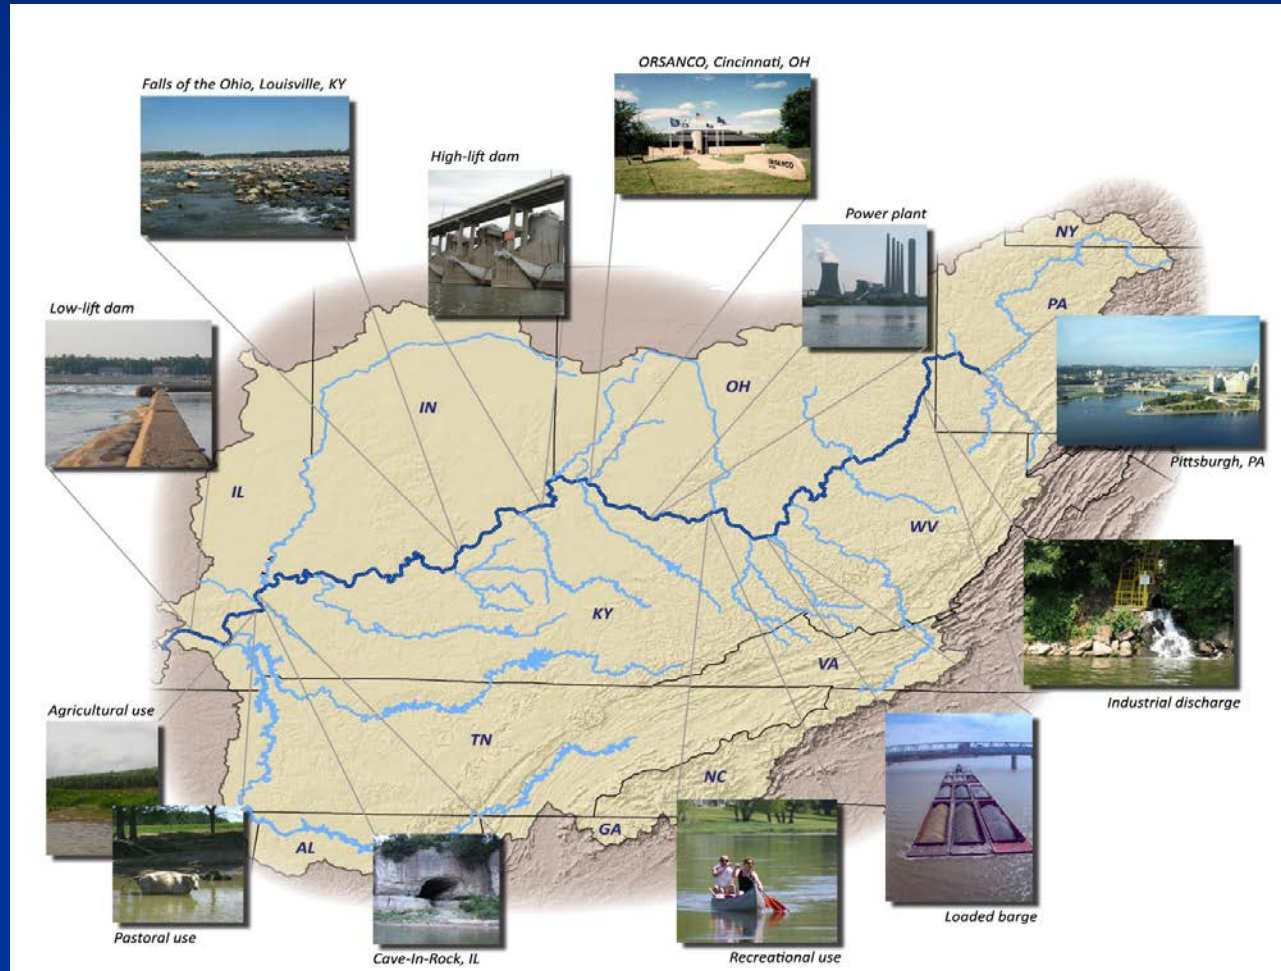 ORSANCO, Cincinnati, OH
Falls of the Ohio, Louisville, KY
High-lift dam
ORSANCO
Power plant
NY
Low-lift dam
PA
OH
IN
Pittsburgh, PA
IL
WV
KY
VA
Industrial discharge
Agricultural use
TN
NC
GA
AL
Loaded barge
Pastoral use
Cave-In-Rock, IL
Recreational use